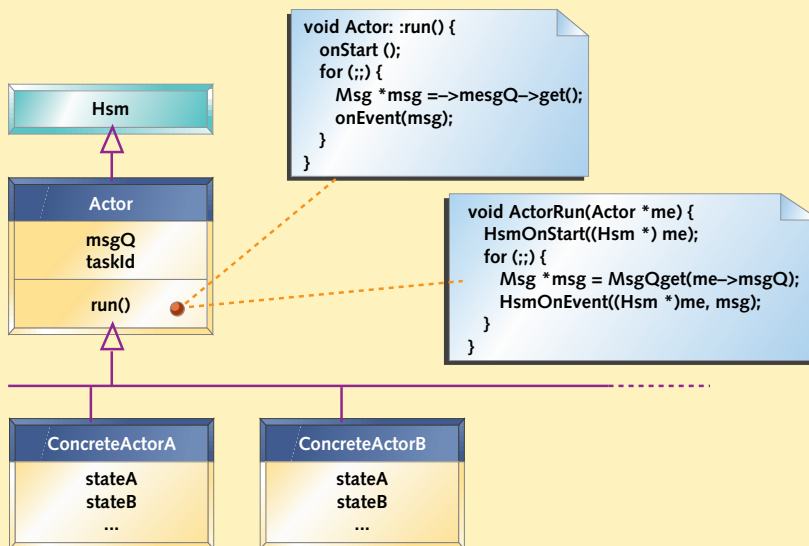 void Actor: :run() {
onStart ();
for (;;) {
Msg *msg =->mesgQ->get();
onEvent(msg);
}
}
Hsm
Actor
msgQ
taskId
run()
void ActorRun(Actor *me) {
HsmOnStart((Hsm *) me);
for (;;) {
Msg *msg = MsgQget(me->msgQ);
HsmOnEvent((Hsm *)me, msg);
}
}
ConcreteActorA
stateA
stateB
...
ConcreteActorB
stateA
stateB
...